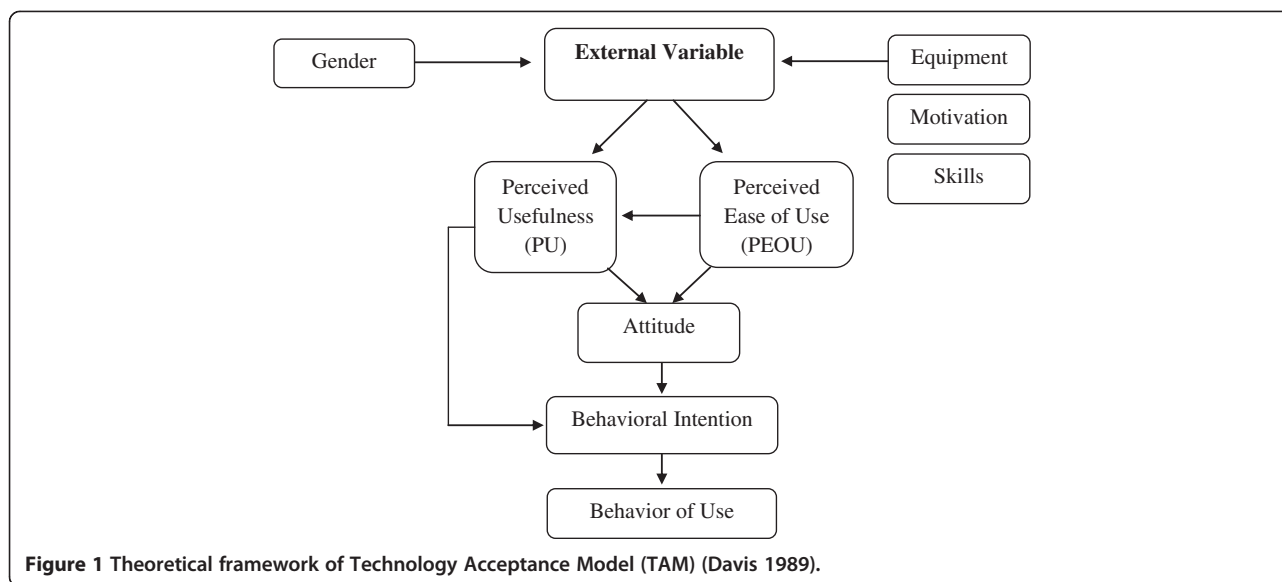 External Variable
Gender
Equipment
Motivation
Skills
Perceived
Usefulness
(PU)
Perceived
Ease of Use
(PEOU)
Attitude
Behavioral Intention
Behavior of Use
Figure 1 Theoretical framework of Technology Acceptance Model (TAM) (Davis 1989).